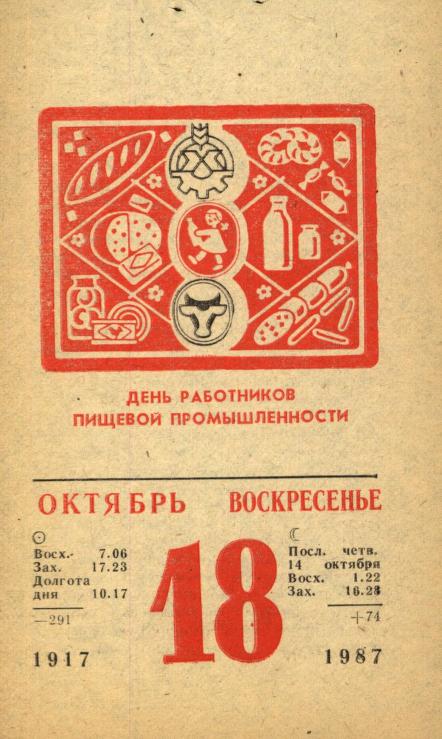 ДЕНЬ РАБОТНИКОВ
ПИЩЕВОЙ ПРОМЫШЛЕННОСТИ
ОКТЯБРЬ ВОСКРЕСЕНЬЕ
Восх. 7.06
Зах. 17.23
Долгота
дня 10.17
—291
1917
18
Посл. четв.
14 октября
Восх. 1.22
Зах. 16.28
+74
1987